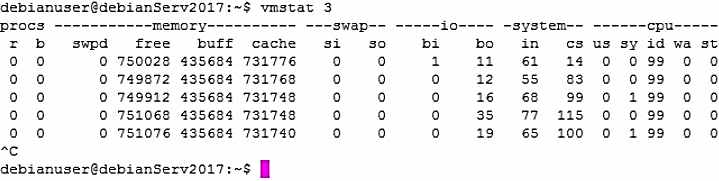 debianuser@debianServ2017:~$ vmstat 3
procs -----------memory---------- ---swap-- -----io---- -system-- ------cpu-----
 r  b   swpd   free   buff  cache   si   so    bi    bo   in   cs us sy id wa st
 0  0      0 750028 435684 731776    0    0     1    11   61   14  0  0 99  0  0
 0  0      0 749872 435684 731768    0    0     0    12   55   83  0  0 99  0  0
 0  0      0 749912 435684 731748    0    0     0    16   68   99  0  1 99  0  0
 0  0      0 751068 435684 731748    0    0     0    35   77  115  0  0 99  0  0
 0  0      0 751076 435684 731740    0    0     0    19   65  100  0  1 99  0  0
^C
debianuser@debianServ2017:~$